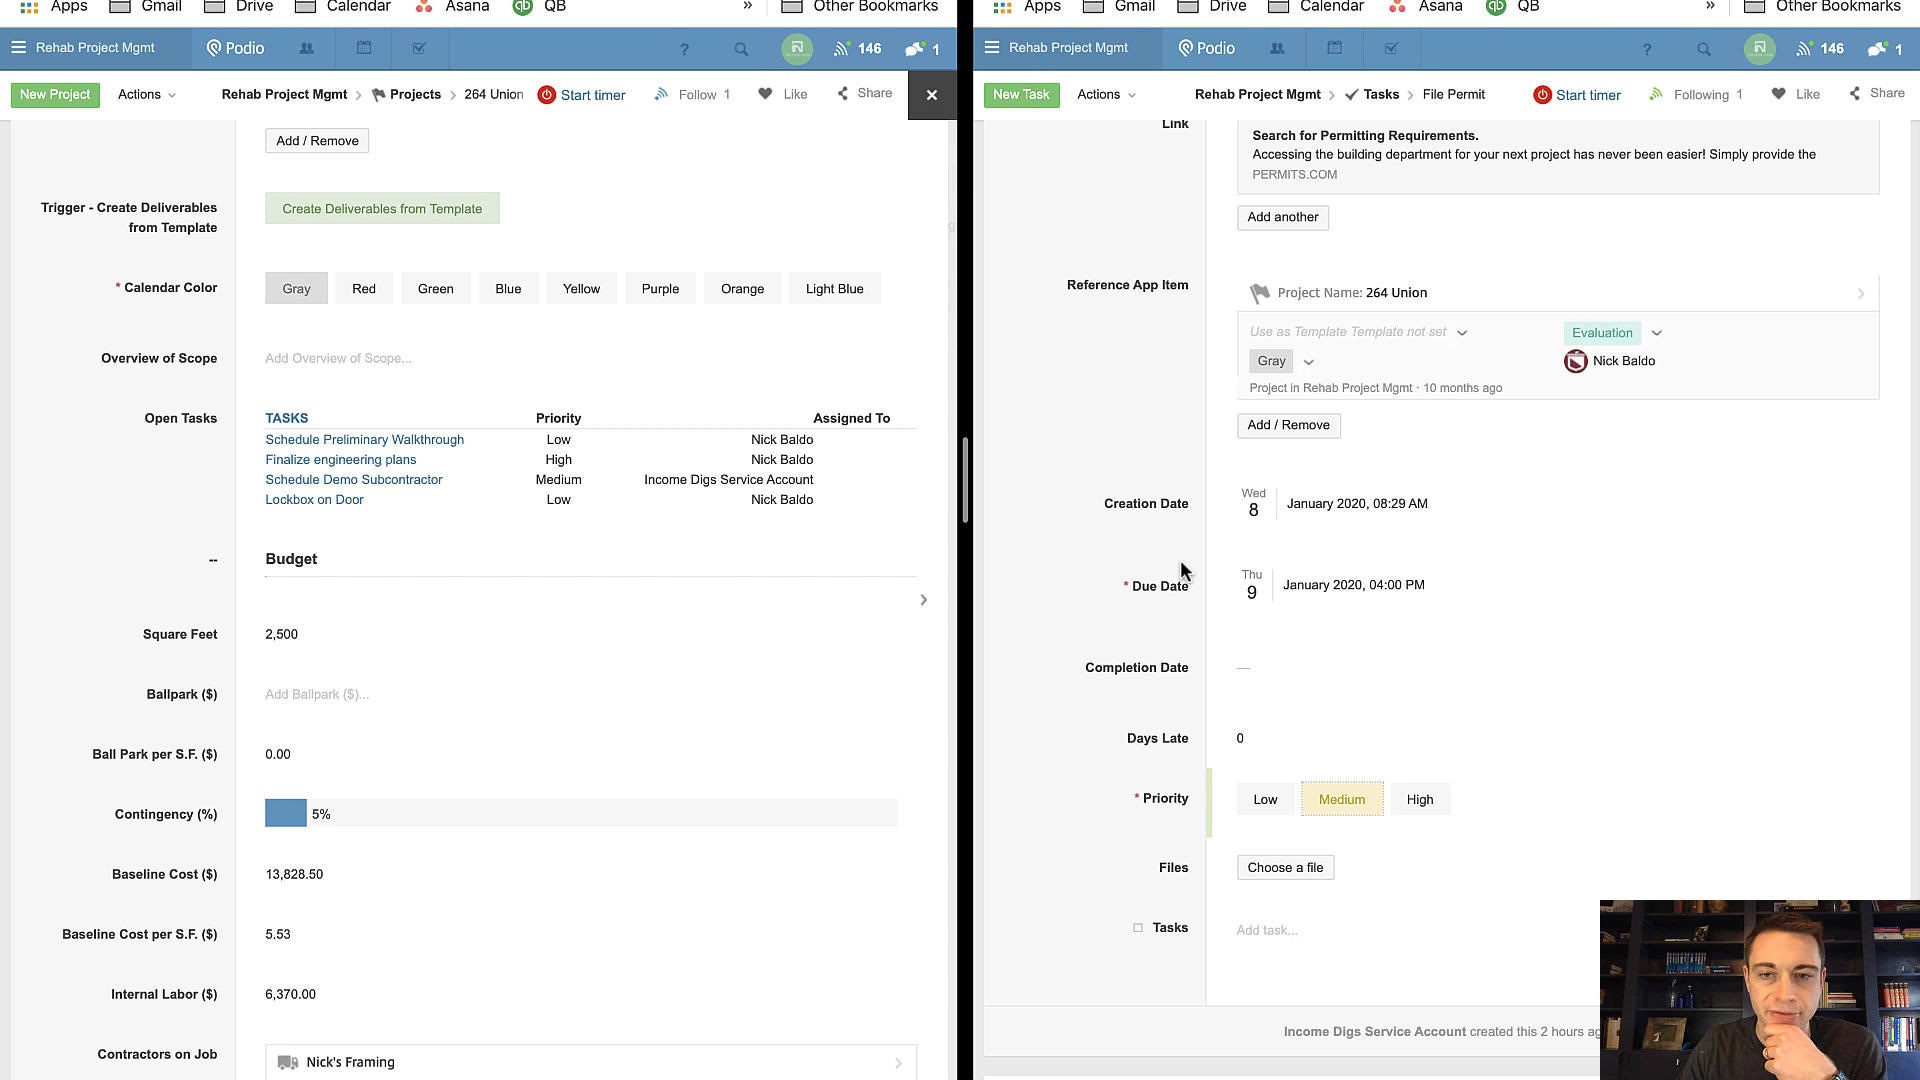 Apps Gmail Drive Calendar Asana QB » Other Bookmarks
Rehab Project Mgmt Podio ? 146 1
New Project Actions Rehab Project Mgmt Projects 264 Union Start timer Follow 1 Like Share ×
Add / Remove
Trigger - Create Deliverables
from Template
Create Deliverables from Template
* Calendar Color Gray Red Green Blue Yellow Purple Orange Light Blue
Overview of Scope Add Overview of Scope...
Open Tasks TASKS Priority Assigned To
Schedule Preliminary Walkthrough Low Nick Baldo
Finalize engineering plans High Nick Baldo
Schedule Demo Subcontractor Medium Income Digs Service Account
Lockbox on Door Low Nick Baldo
-- Budget
Square Feet 2,500
Ballpark ($) Add Ballpark ($)...
Ball Park per S.F. ($) 0.00
Contingency (%) 5%
Baseline Cost ($) 13,828.50
Baseline Cost per S.F. ($) 5.53
Internal Labor ($) 6,370.00
Contractors on Job Nick's Framing
Apps Gmail Drive Calendar Asana QB » Other Bookmarks
Rehab Project Mgmt Podio ? 146 1
New Task Actions Rehab Project Mgmt Tasks File Permit Start timer Following 1 Like Share
Link
Search for Permitting Requirements.
Accessing the building department for your next project has never been easier! Simply provide the
PERMITS.COM
Add another
Reference App Item Project Name: 264 Union
Use as Template Template not set Evaluation
Gray Nick Baldo
Project in Rehab Project Mgmt · 10 months ago
Add / Remove
Creation Date Wed 8 January 2020, 08:29 AM
* Due Date Thu 9 January 2020, 04:00 PM
Completion Date —
Days Late 0
* Priority Low Medium High
Files Choose a file
Tasks Add task...
Income Digs Service Account created this 2 hours ag